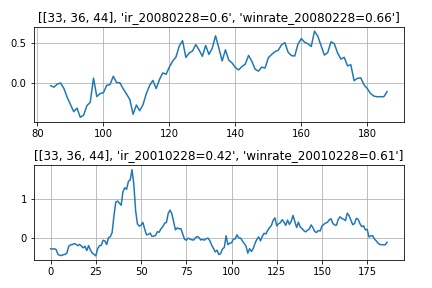 [[33, 36, 44], 'ir_20080228=0.6', 'winrate_20080228=0.66']
0.5
0.0
80 100 120 140 160 180
[[33, 36, 44], 'ir_20010228=0.42', 'winrate_20010228=0.61']
1
0
0 25 50 75 100 125 150 175